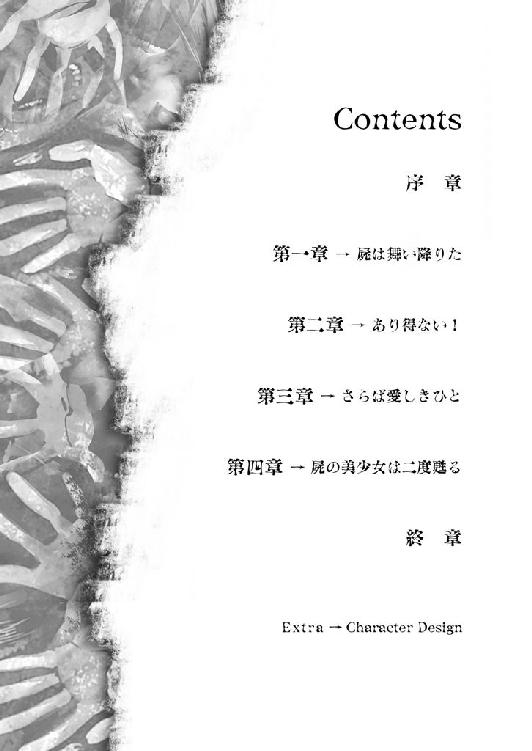 Contents
序　章
第一章 → 屍は舞い降りた
第二章 → あり得ない！
第三章 → さらば愛しきひと
第四章 → 屍の美少女は二度甦る
終　章
Extra → Character Design